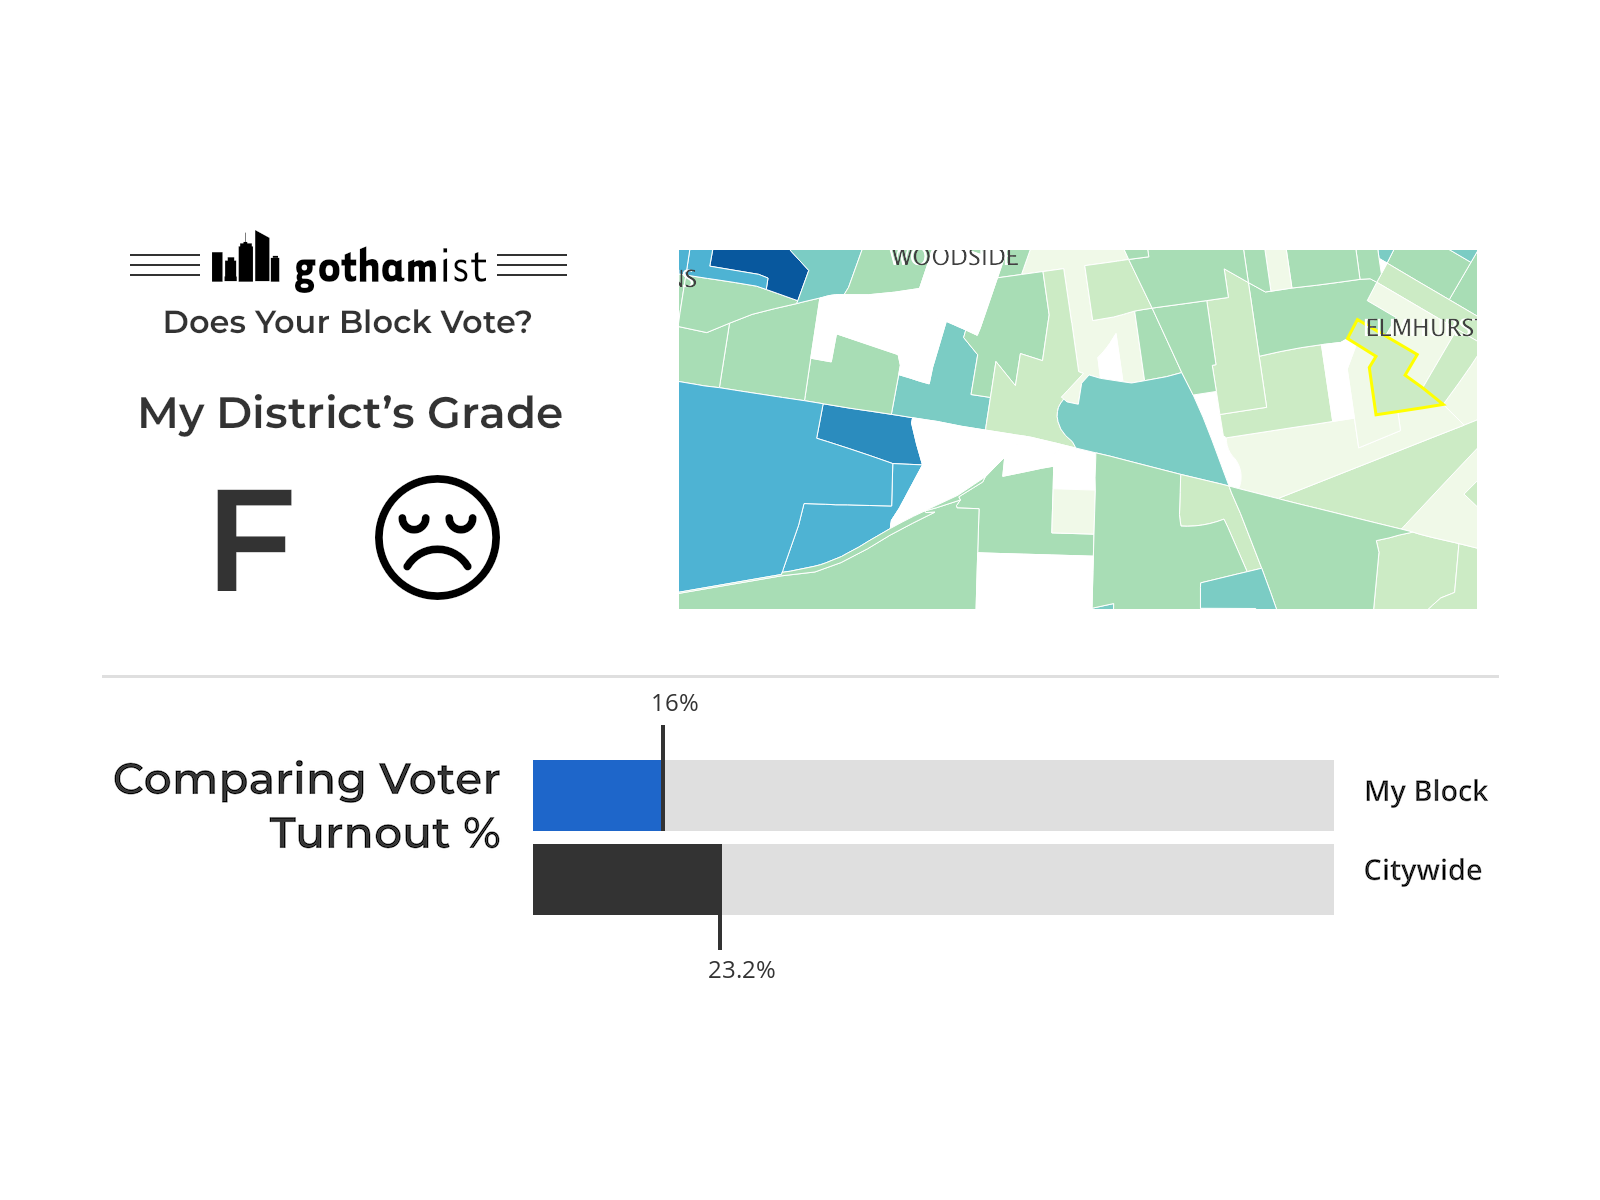 gothamist
Does Your Block Vote?
My District's Grade
F
WOODSIDE
NS
ELMHURST
16%
Comparing Voter
Turnout %
My Block
Citywide
23.2%